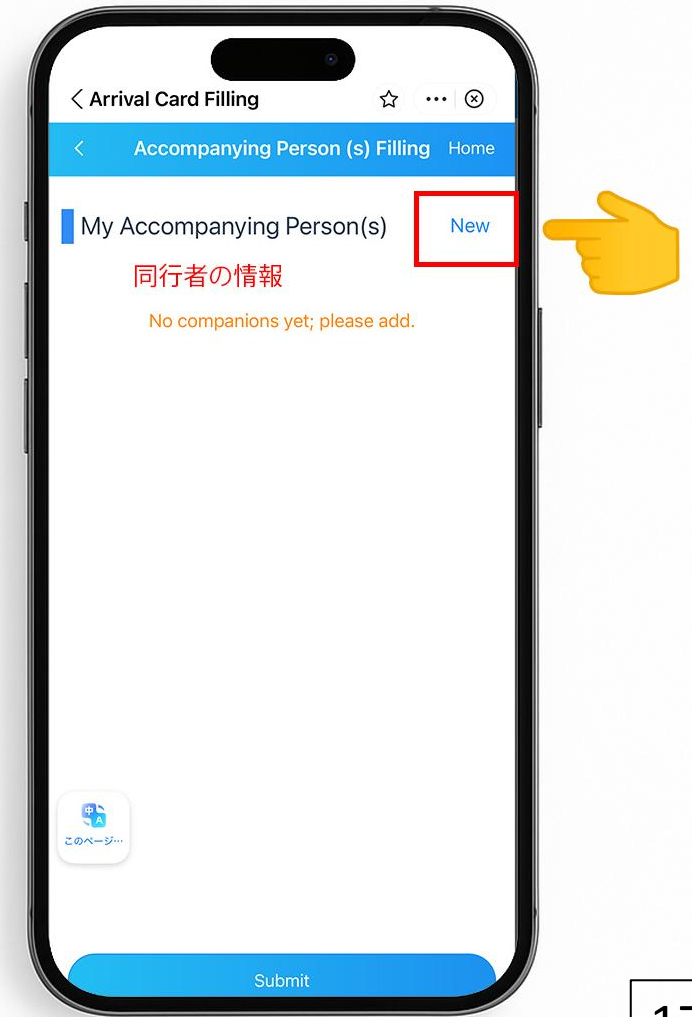 Arrival Card Filling
Accompanying Person (s) Filling Home
My Accompanying Person(s) New
同行者の情報
No companions yet; please add.
このページ…
Submit